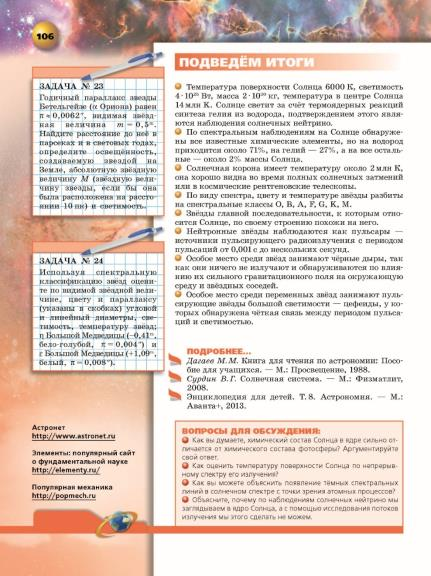 106
ПОДВЕДЁМ ИТОГИ
ЗАДАЧА № 23
Годичный параллакс звезды
Бетельгейзе (α Ориона) равен
π ≈ 0,0062″, видимая звёзд-
ная величина m = 0,5ᵐ.
Найдите расстояние до неё в
парсеках и в световых годах,
определите освещённость,
создаваемую звездой на
Земле, абсолютную звёздную
величину M (звёздную вели-
чину звезды, если бы она
была расположена на рассто-
янии 10 пк) и светимость.
ЗАДАЧА № 24
Используя спектральную
классификацию звёзд оцени-
те по видимой звёздной вели-
чине, цвету и параллаксу
(указаны в скобках) угловой
и линейный диаметры, све-
тимость, температуру звёзд:
η Большой Медведицы (–0,41ᵐ,
бело-голубой, π = 0,004″) и
г Большой Медведицы (+1,09ᵐ,
белый, π = 0,008″).
Температура поверхности Солнца 6000 К, светимость
4 · 10²⁶ Вт, масса 2 · 10³⁰ кг, температура в центре Солнца
14 млн К. Солнце светит за счёт термоядерных реакций
синтеза гелия из водорода, подтверждением этого явля-
ются наблюдения солнечных нейтрино.
По спектральным наблюдениям на Солнце обнаруже-
ны все известные химические элементы, но на водород
приходится около 71%, на гелий — 27%, а на все осталь-
ные — около 2% массы Солнца.
Солнечная корона имеет температуру около 2 млн К,
она хорошо видна во время полных солнечных затмений
или в космические рентгеновские телескопы.
По виду спектра, цвету и температуре звёзды разбиты
на спектральные классы O, B, A, F, G, K, M.
Звёзды главной последовательности, к которым отно-
сится Солнце, по своему строению похожи на него.
Нейтронные звёзды наблюдаются как пульсары —
источники пульсирующего радиоизлучения с периодом
пульсаций от 0,001 с до нескольких секунд.
Особое место среди звёзд занимают чёрные дыры, так
как они ничего не излучают и обнаруживаются по влия-
нию их сильного гравитационного поля на окружающую
среду и звёздных соседей.
Особое место среди переменных звёзд занимают пуль-
сирующие звёзды большой светимости — цефеиды, у ко-
торых обнаружена чёткая связь между периодом пульса-
ций и светимостью.
ПОДРОБНЕЕ...
Дагаев М. М. Книга для чтения по астрономии: Посо-
бие для учащихся. — М.: Просвещение, 1988.
Сурдин В. Г. Солнечная система. — М.: Физматлит,
2008.
Энциклопедия для детей. Т. 8. Астрономия. — М.:
Аванта+, 2013.
Астронет
http://www.astronet.ru
Элементы: популярный сайт
о фундаментальной науке
http://elementy.ru/
Популярная механика
http://popmech.ru
ВОПРОСЫ ДЛЯ ОБСУЖДЕНИЯ:
Как вы думаете, химический состав Солнца в ядре сильно от-
личается от химического состава фотосферы? Аргументируйте
свой ответ.
Как оценить температуру поверхности Солнца по непрерыв-
ному спектру его излучения?
Как вы можете объяснить появление тёмных спектральных
линий в солнечном спектре с точки зрения атомных процессов?
Объясните, почему по наблюдениям солнечных нейтрино мы
заглядываем в ядро Солнца, а с помощью исследования потоков
излучения мы этого сделать не можем.